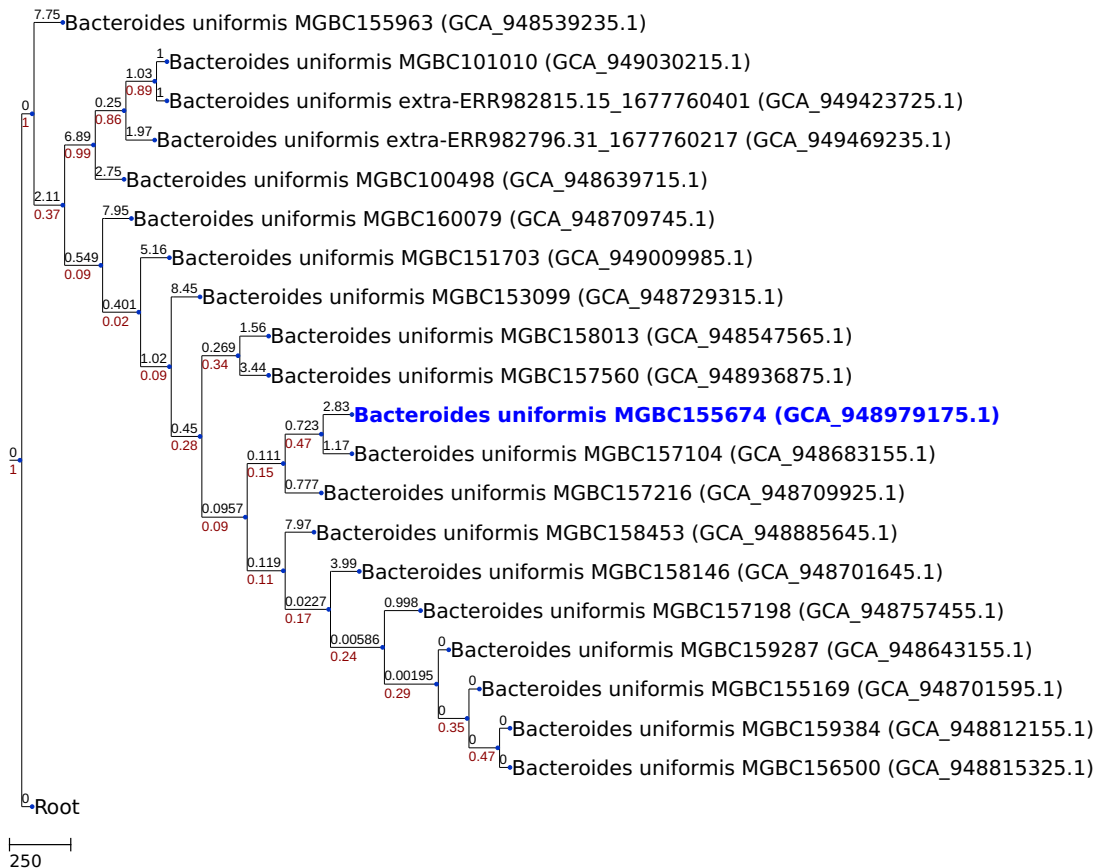 7.75 Bacteroides uniformis MGBC155963 (GCA_948539235.1)
1 Bacteroides uniformis MGBC101010 (GCA_949030215.1)
1.03
0.89
1 Bacteroides uniformis extra-ERR982815.15_1677760401 (GCA_949423725.1)
0
1
0.25
0.86
1.97 Bacteroides uniformis extra-ERR982796.31_1677760217 (GCA_949469235.1)
6.89
0.99
2.75 Bacteroides uniformis MGBC100498 (GCA_948639715.1)
2.11
0.37
7.95 Bacteroides uniformis MGBC160079 (GCA_948709745.1)
0.549
0.09
5.16 Bacteroides uniformis MGBC151703 (GCA_949009985.1)
8.45 Bacteroides uniformis MGBC153099 (GCA_948729315.1)
0.401
0.02
1.56 Bacteroides uniformis MGBC158013 (GCA_948547565.1)
0.269
0.34
1.02
0.09
3.44 Bacteroides uniformis MGBC157560 (GCA_948936875.1)
2.83 Bacteroides uniformis MGBC155674 (GCA_948979175.1)
0.723
0.47
0.45
0.28
1.17 Bacteroides uniformis MGBC157104 (GCA_948683155.1)
0
1
0.111
0.15
0.777 Bacteroides uniformis MGBC157216 (GCA_948709925.1)
0.0957
0.09
7.97 Bacteroides uniformis MGBC158453 (GCA_948885645.1)
0.119
0.11
3.99 Bacteroides uniformis MGBC158146 (GCA_948701645.1)
0.0227
0.17
0.998 Bacteroides uniformis MGBC157198 (GCA_948757455.1)
0.00586
0.24
0 Bacteroides uniformis MGBC159287 (GCA_948643155.1)
0.00195
0.29
0 Bacteroides uniformis MGBC155169 (GCA_948701595.1)
0
0.35
0 Bacteroides uniformis MGBC159384 (GCA_948812155.1)
0
0.47
0 Bacteroides uniformis MGBC156500 (GCA_948815325.1)
0 Root
250